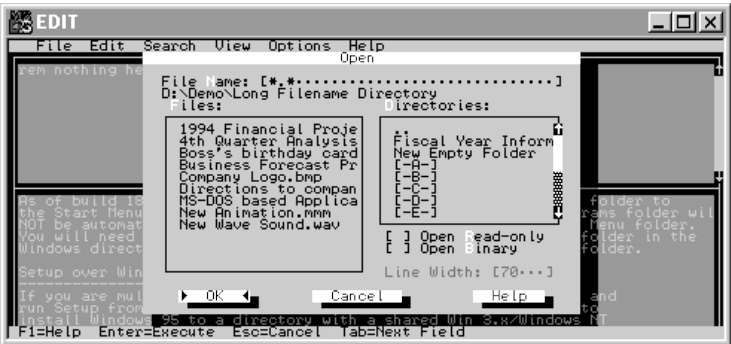 EDIT
File Edit Search View Options Help
Open
rem nothing he
File Name: [*.*····························]
D:\Demo\Long Filename Directory
Files:
Directories:
1994 Financial Proje
4th Quarter Analysis
Boss's birthday card
Business Forecast Pr
Company Logo.bmp
Directions to compan
MS-DOS based Applica
New Animation.mmm
New Wave Sound.wav
..
Fiscal Year Inform
New Empty Folder
[-A-]
[-B-]
[-C-]
[-D-]
[-E-]
[ ] Open Read-only
[ ] Open Binary
Line Width: [70···]
OK
Cancel
Help
As of build 18
the Start Menu
NOT be automat
You will need
Windows direct
folder to
rams folder wil
Menu folder.
folder in the
folder.
Setup over Win
If you are mul
and
run Setup from
to
install Windows 95 to a directory with a shared Win 3.x/Windows NT
F1=Help Enter=Execute Esc=Cancel Tab=Next Field